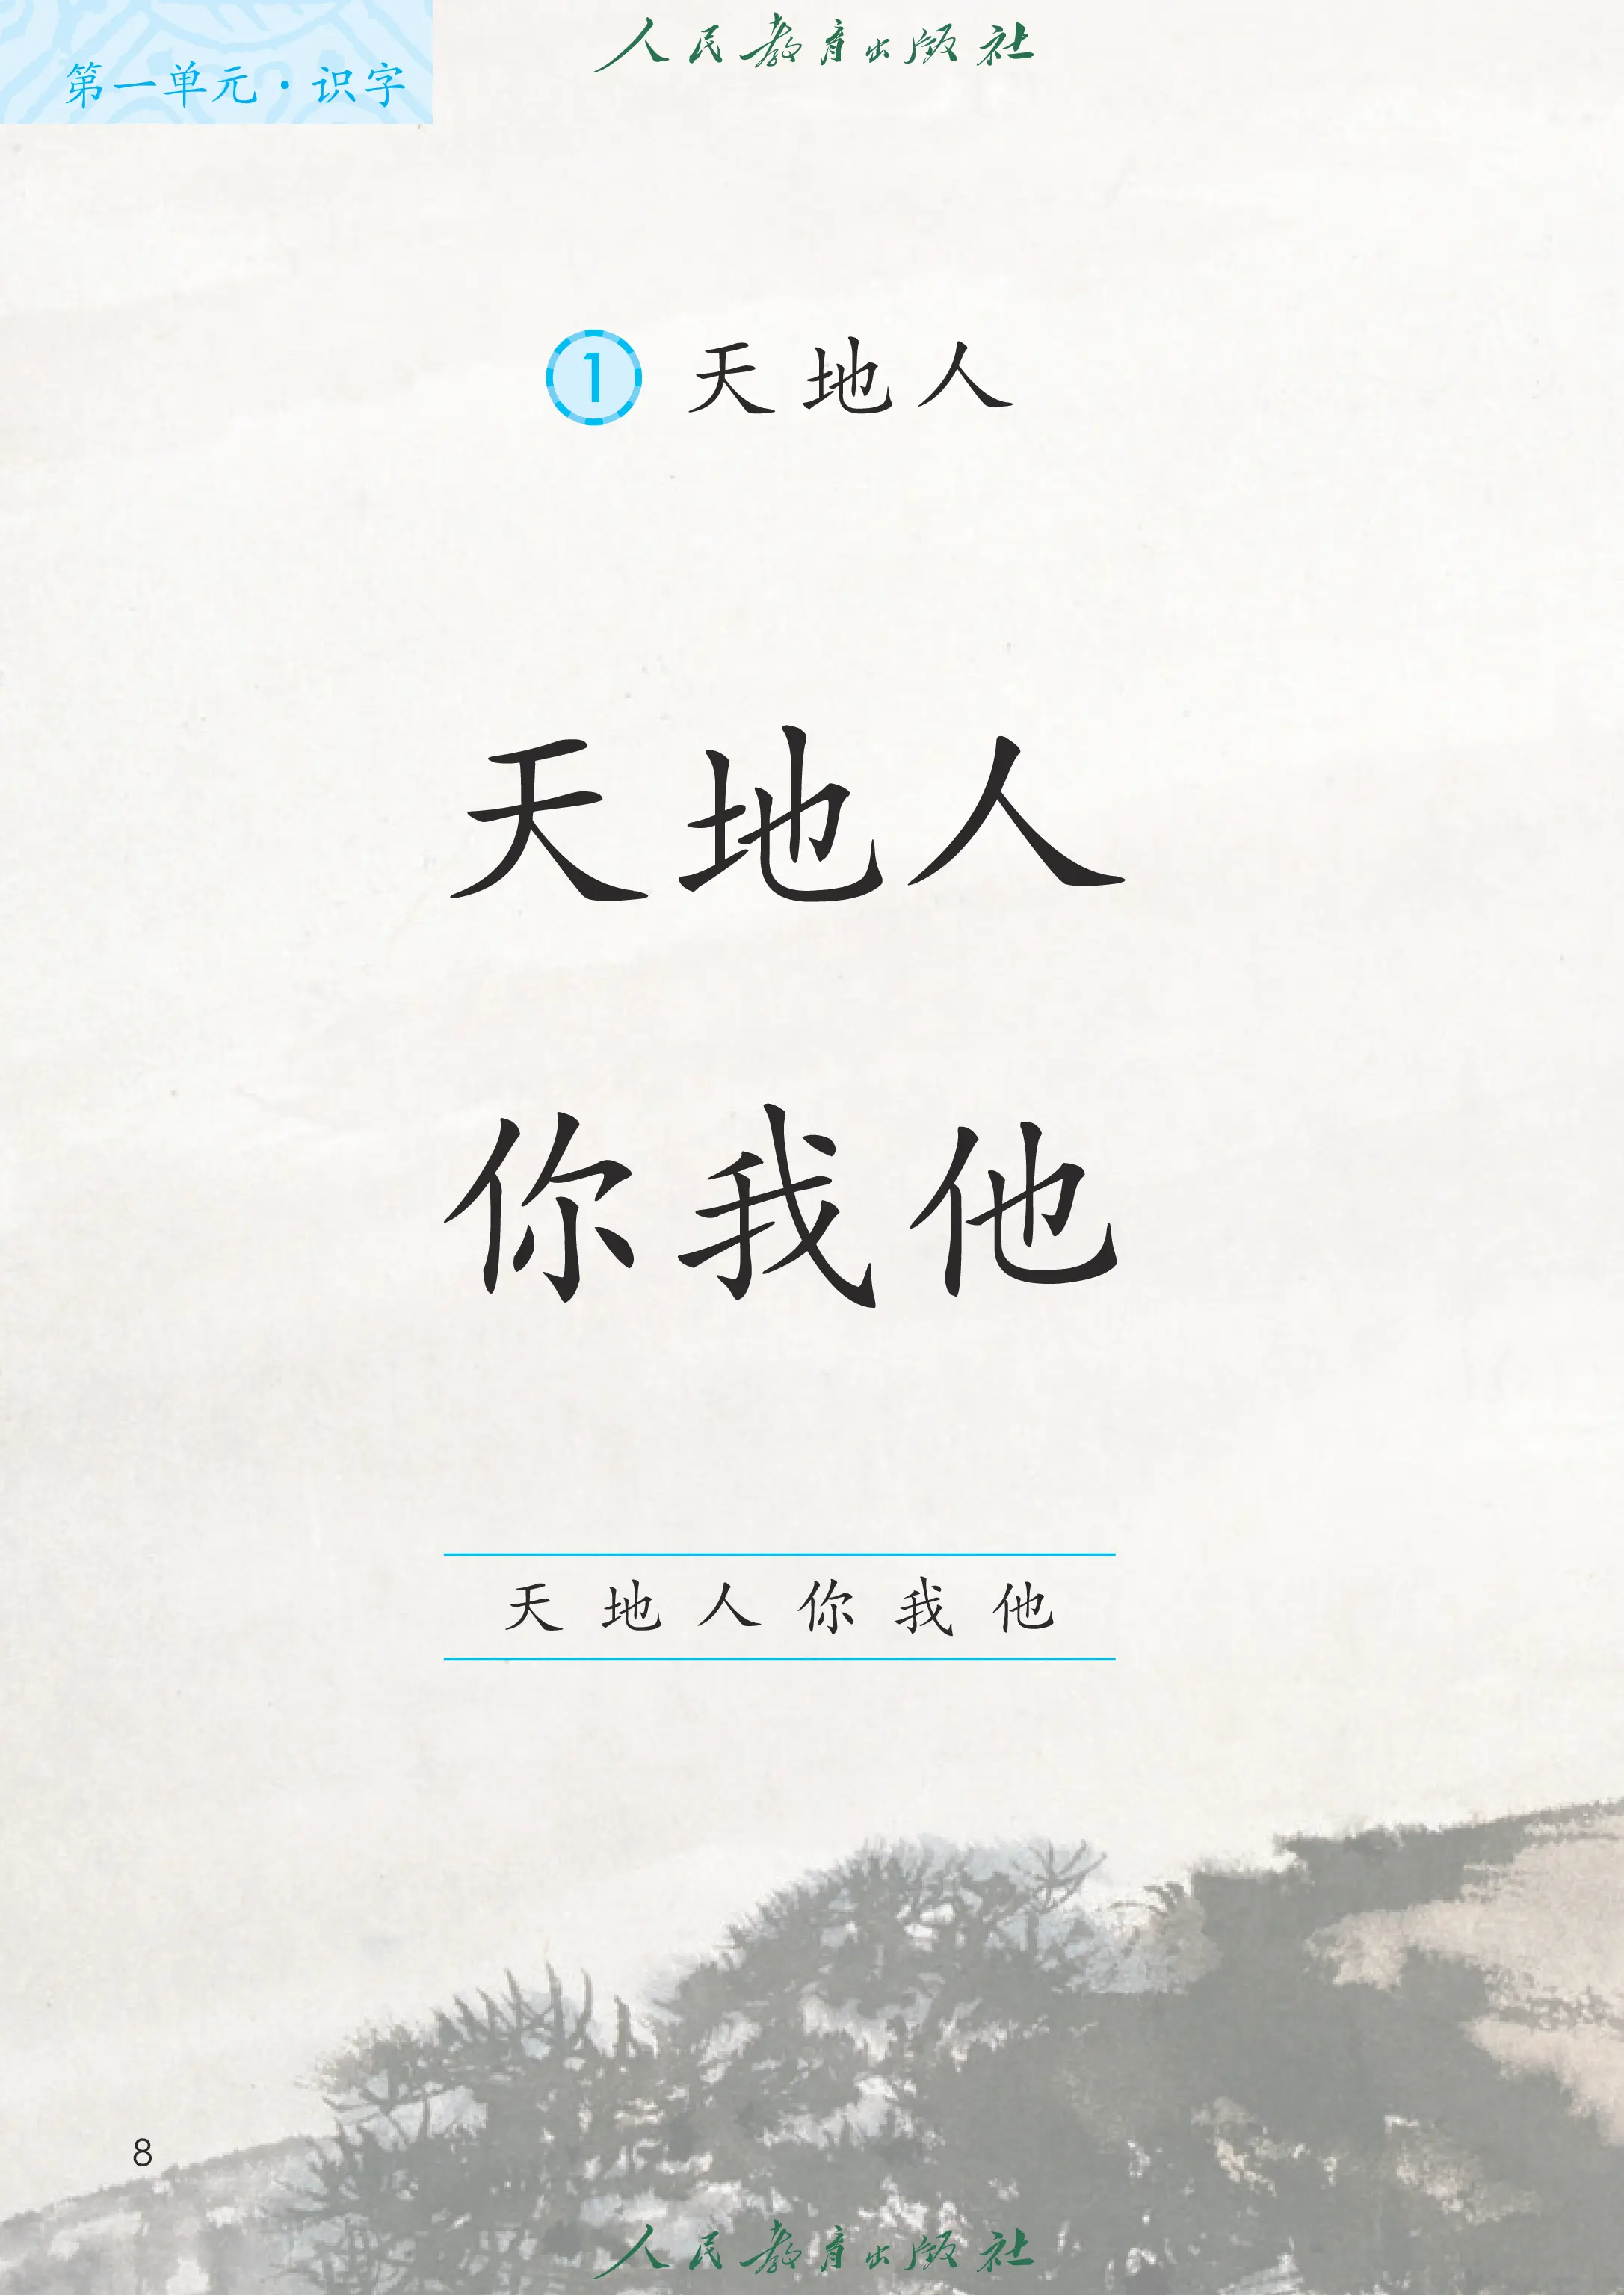 人民教育出版社
第一单元·识字
1 天地人
天地人
你我他
天 地 人 你 我 他
8
人民教育出版社